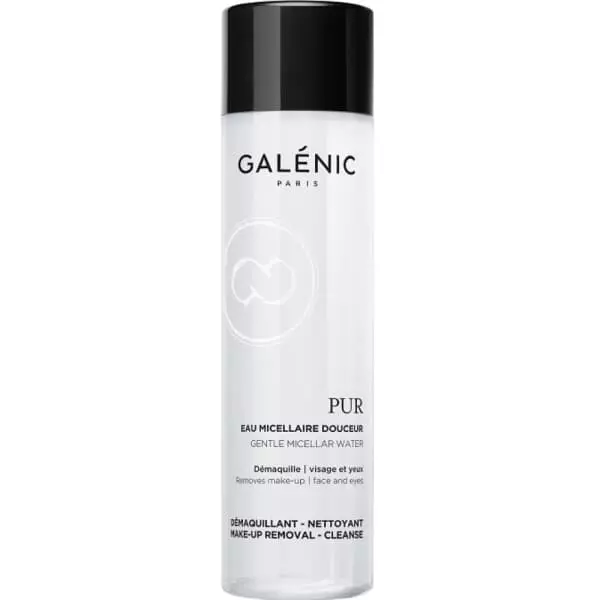 GALÉNIC
PARIS
PUR
EAU MICELLAIRE DOUCEUR
GENTLE MICELLAR WATER
Démaquille | visage et yeux
Removes make-up | face and eyes
DÉMAQUILLANT - NETTOYANT
MAKE-UP REMOVAL - CLEANSE